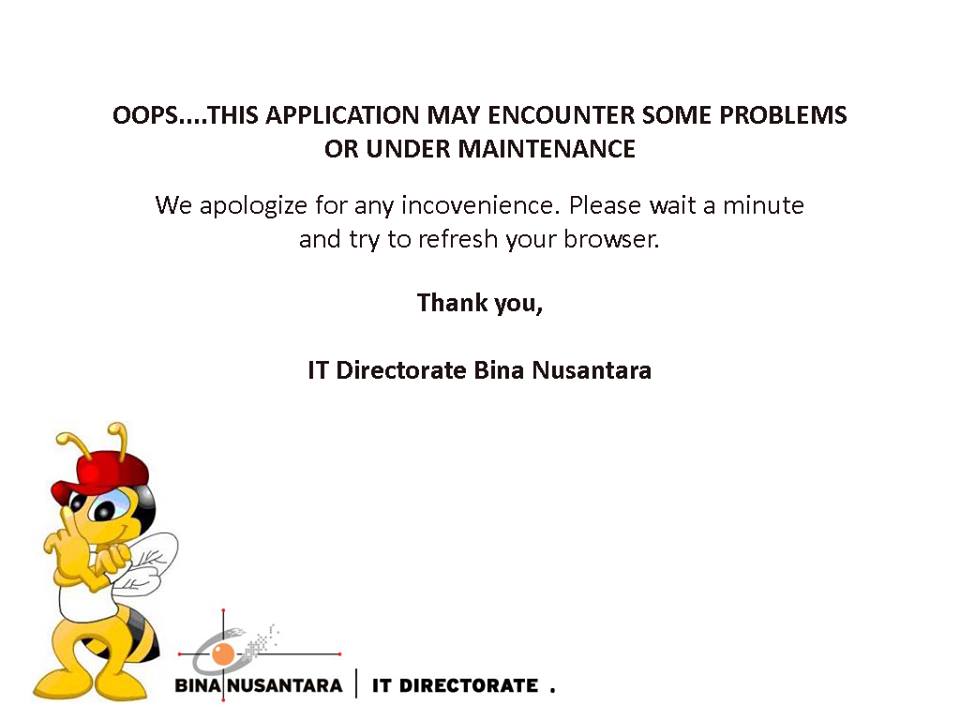 OOPS....THIS APPLICATION MAY ENCOUNTER SOME PROBLEMS
OR UNDER MAINTENANCE
We apologize for any incovenience. Please wait a minute
and try to refresh your browser.
Thank you,
IT Directorate Bina Nusantara
BINA NUSANTARA | IT DIRECTORATE .